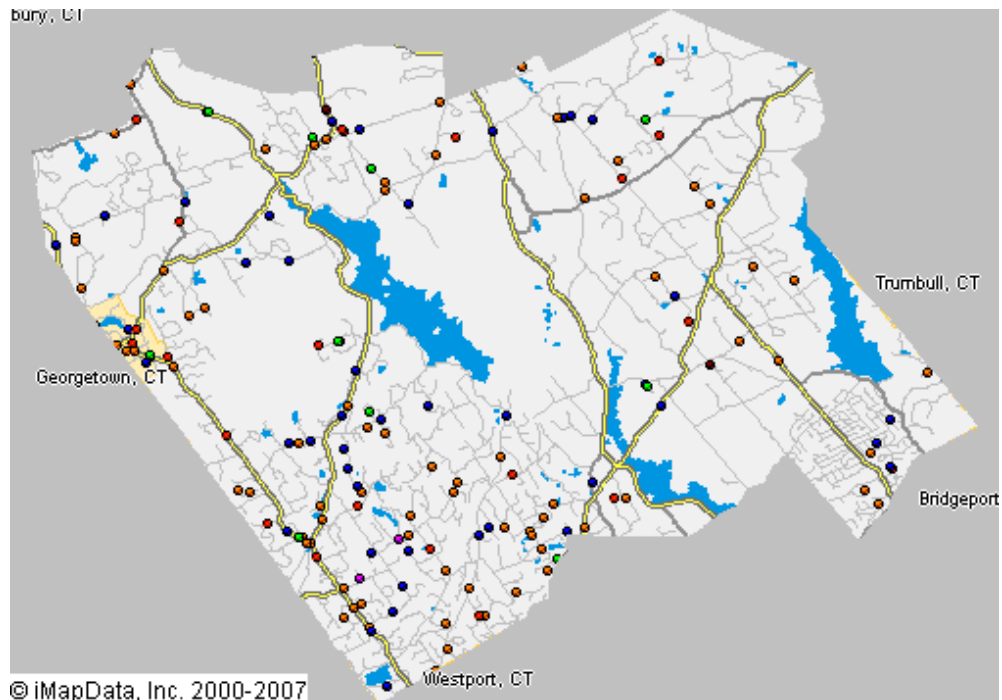 bury, CT
Trumbull, CT
Georgetown, CT
Bridgeport
Westport, CT
© iMapData, Inc. 2000-2007